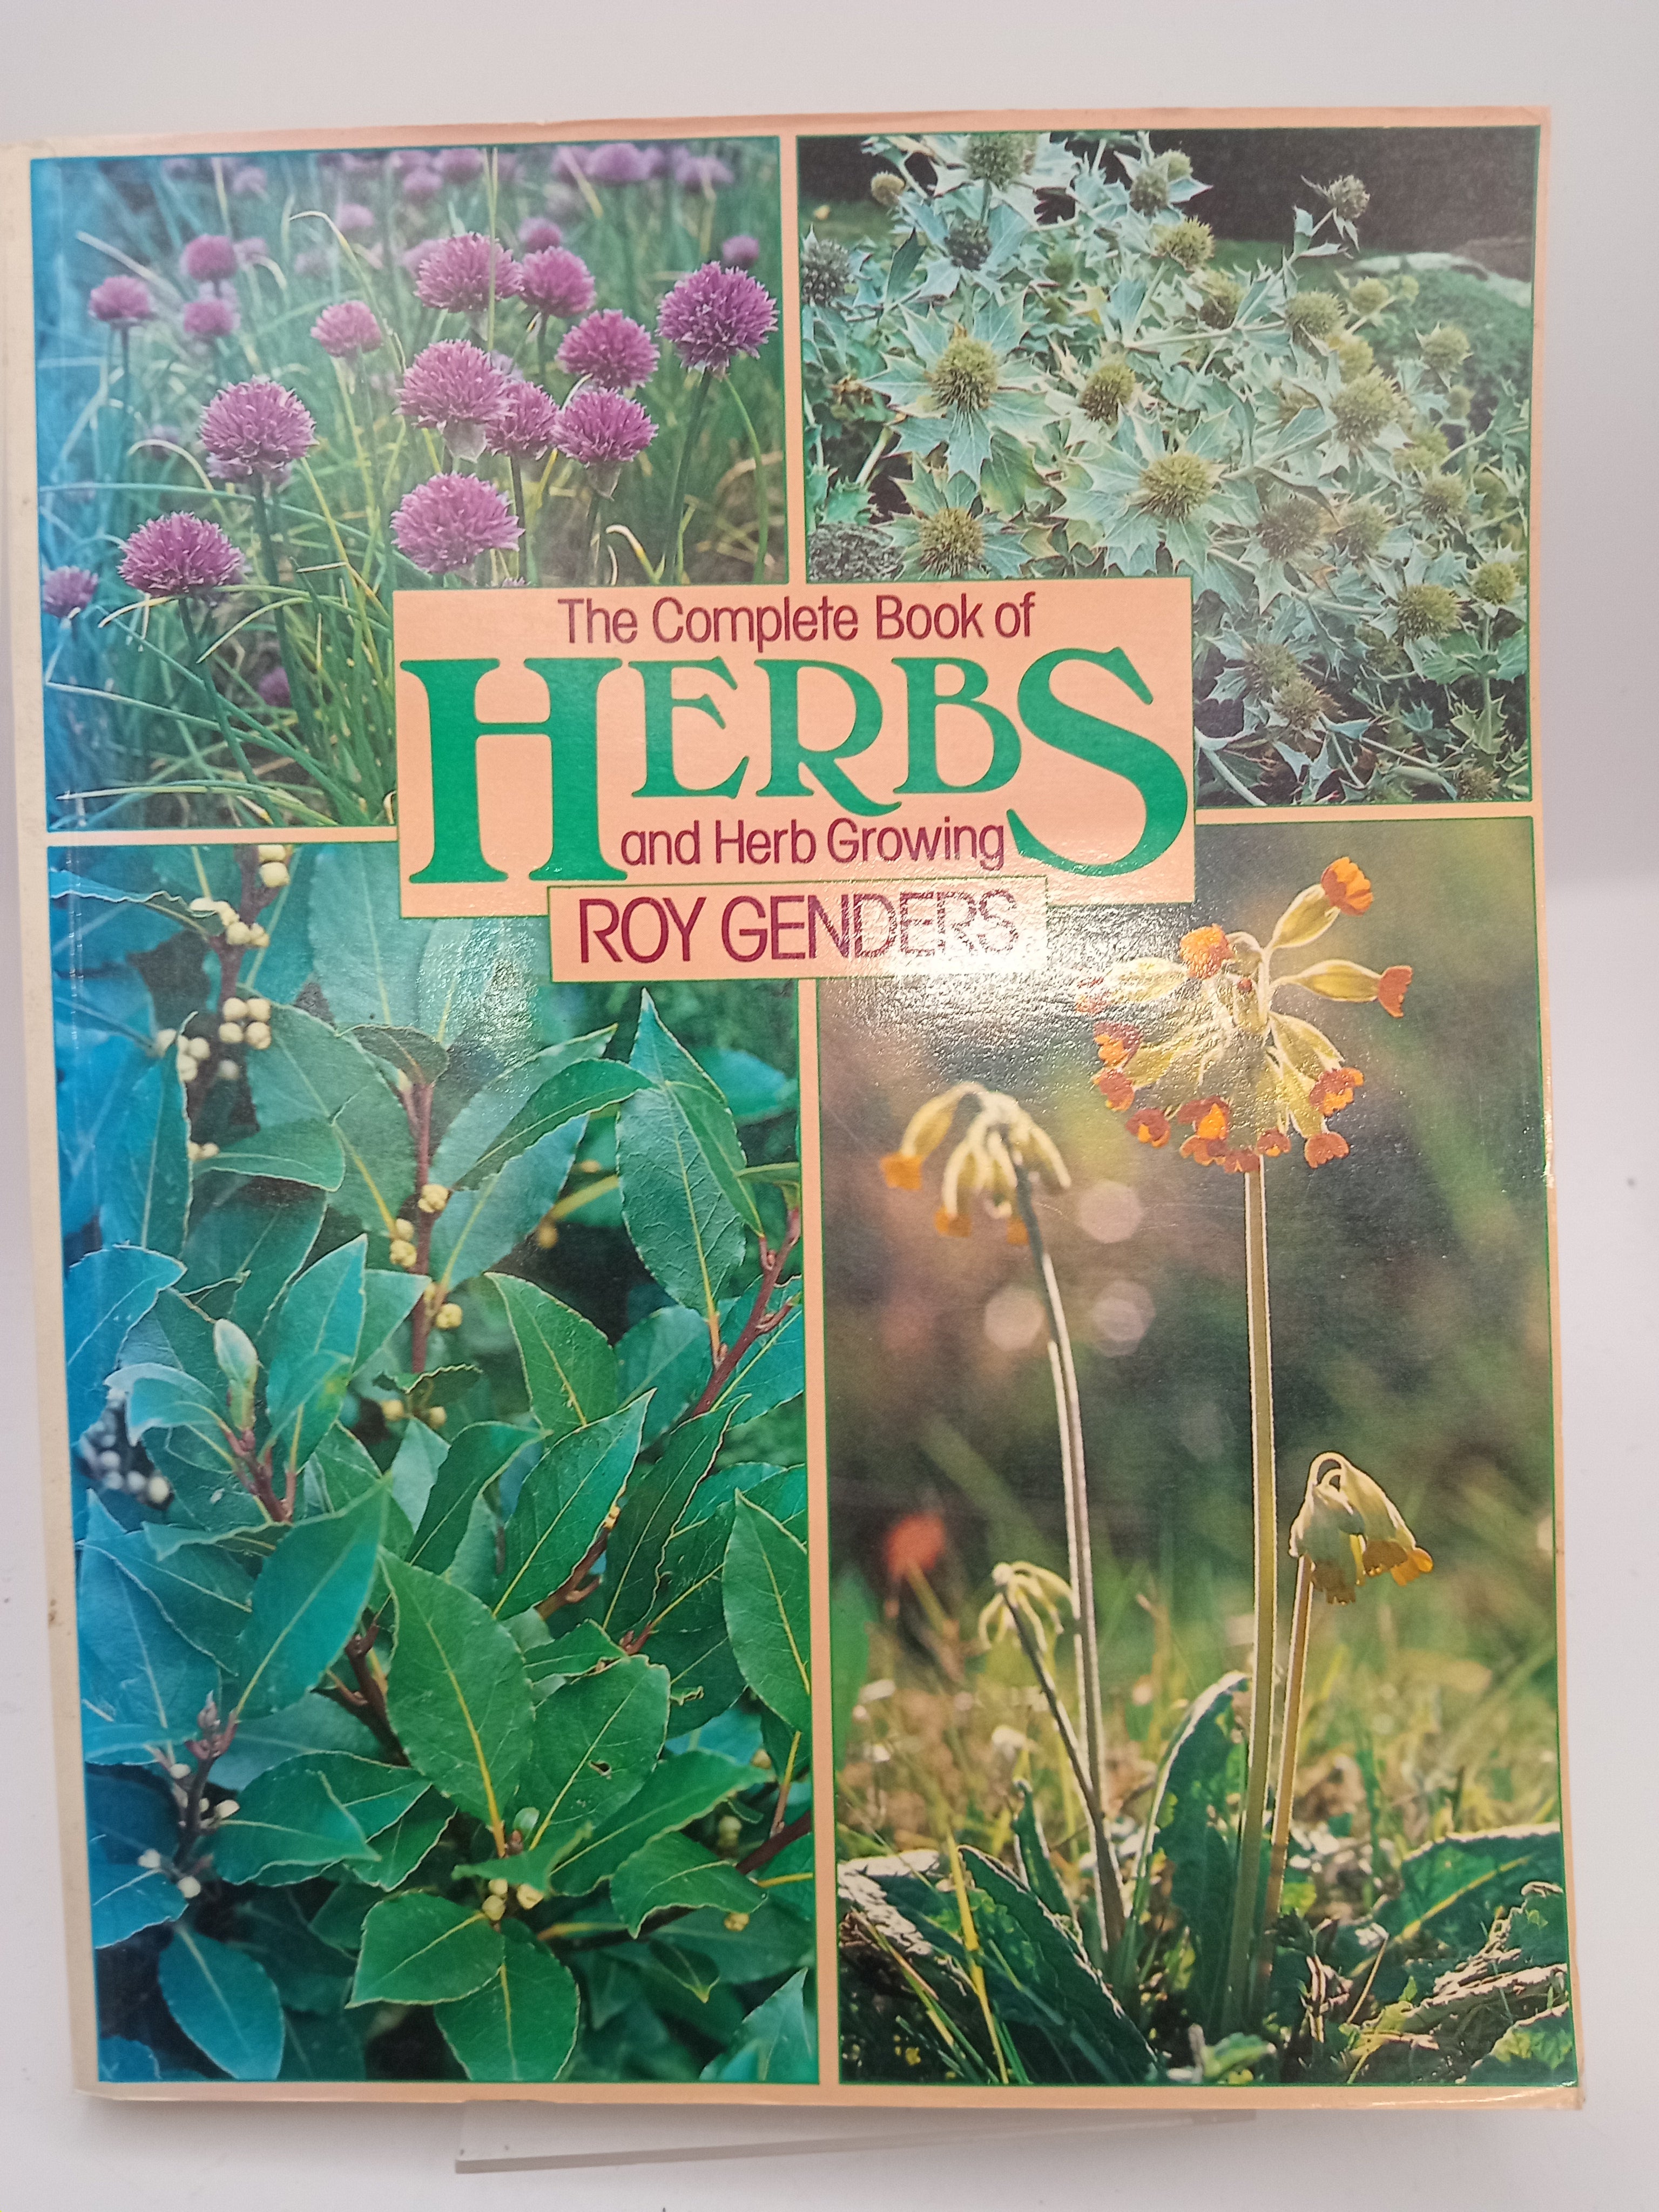 The Complete Book of
HERBS
and Herb Growing
ROY GENDERS